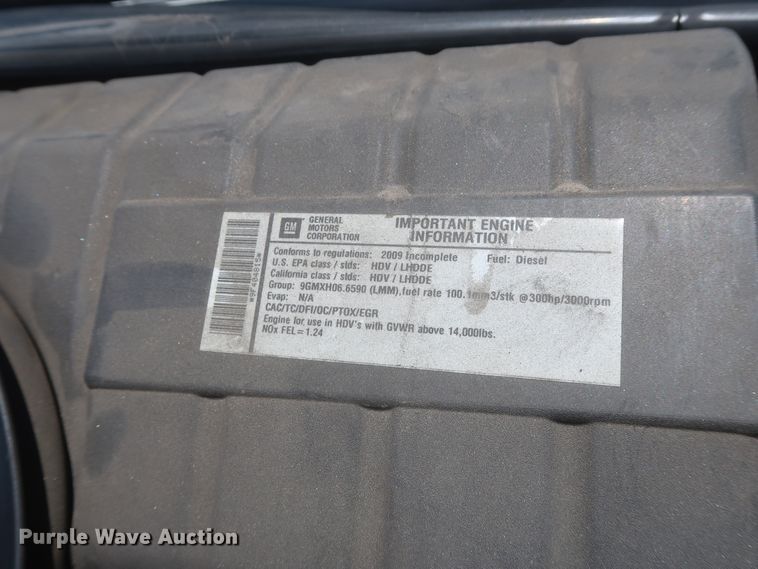 GM GENERAL MOTORS CORPORATION
IMPORTANT ENGINE INFORMATION
Conforms to regulations: 2009 Incomplete Fuel: Diesel
U.S. EPA class / stds: HDV / LHDDE
California class / stds: HDV / LHDDE
Group: 9GMXH06.6590 (LMM),fuel rate 100.1mm3/stk @300hp/3000rpm
Evap: N/A
CAC/TC/DFI/OC/PTOX/EGR
Engine for use in HDV's with GVWR above 14,000lbs.
NOx FEL=1.24
*9F404815*
Purple Wave Auction